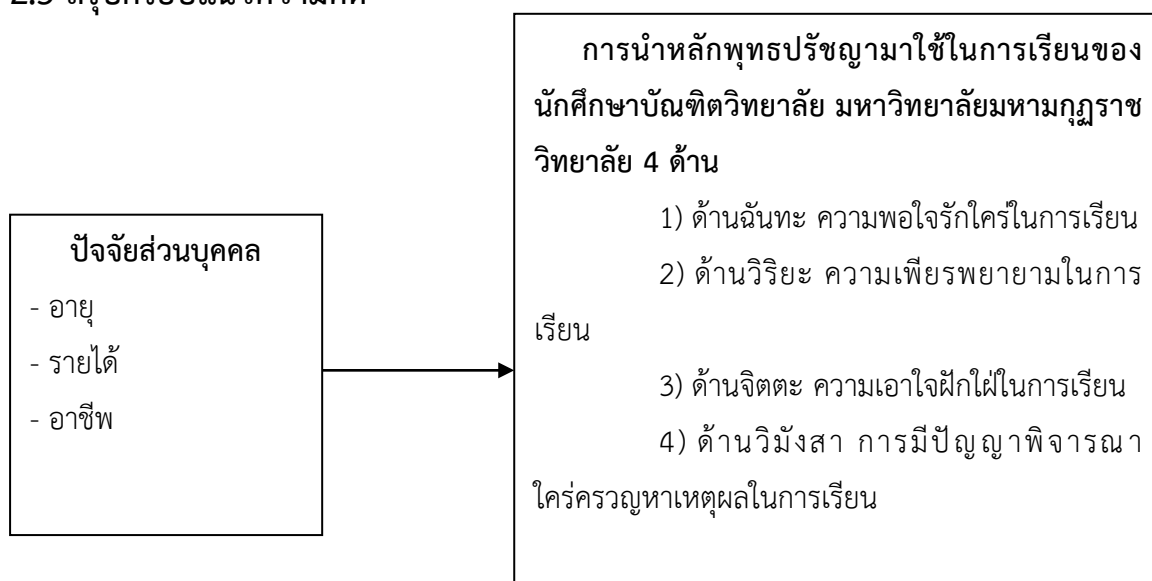 ปัจจัยส่วนบุคคล
- อายุ
- รายได้
- อาชีพ
การนำหลักพุทธปรัชญามาใช้ในการเรียนของ
นักศึกษาบัณฑิตวิทยาลัย มหาวิทยาลัยมหามกุฏราช
วิทยาลัย 4 ด้าน
1) ด้านฉันทะ ความพอใจรักใคร่ในการเรียน
2) ด้านวิริยะ ความเพียรพยายามในการ
เรียน
3) ด้านจิตตะ ความเอาใจฝักใฝ่ในการเรียน
4) ด้านวิมังสา การมีปัญญาพิจารณา
ใคร่ครวญหาเหตุผลในการเรียน